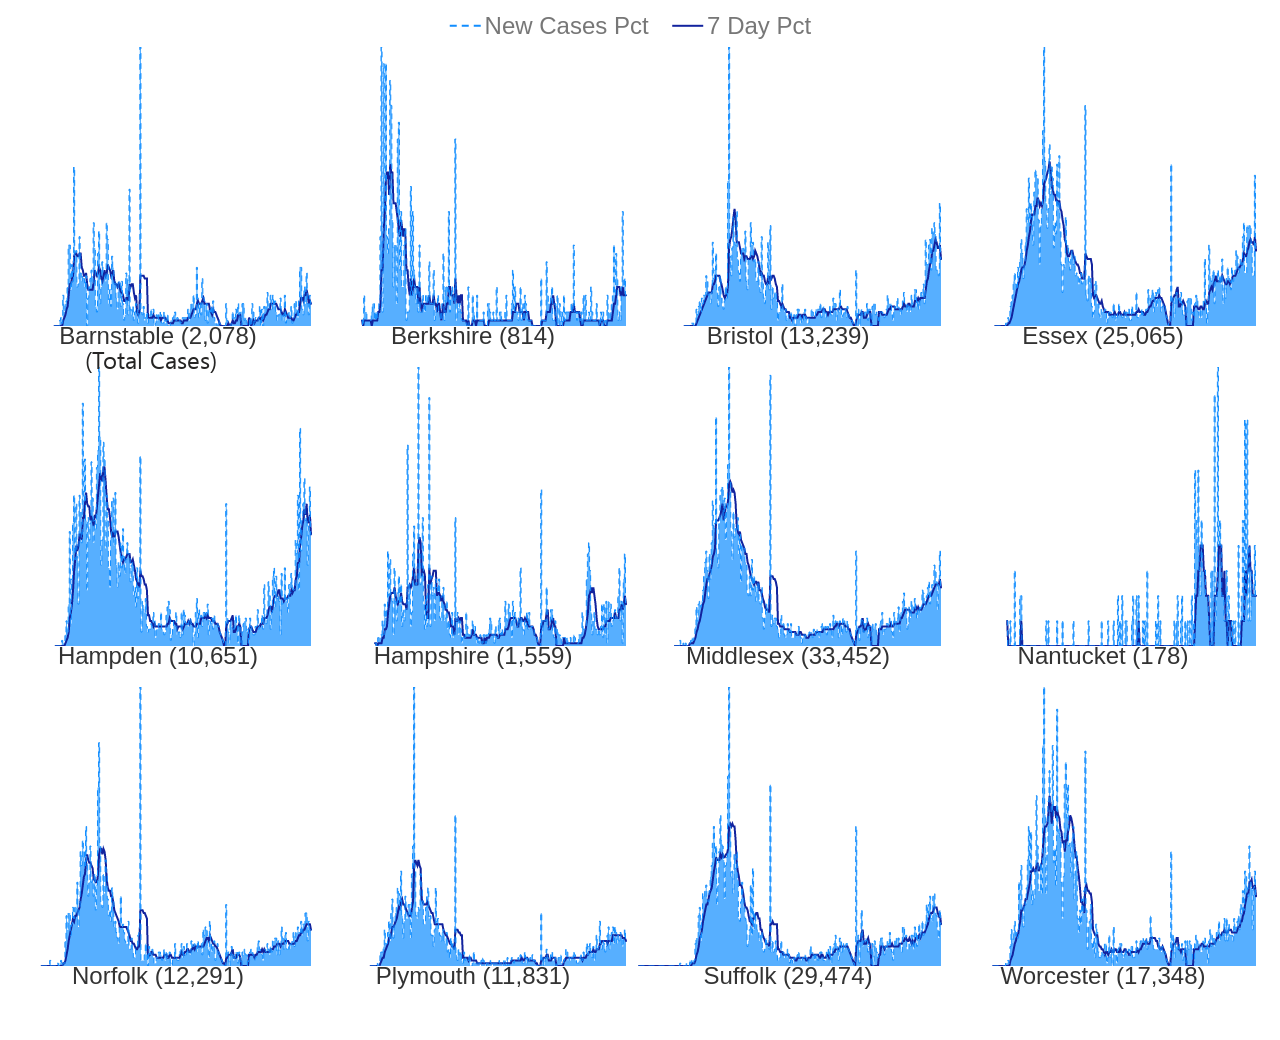 New Cases Pct 7 Day Pct
Barnstable (2,078) Berkshire (814) Bristol (13,239) Essex (25,065)
(Total Cases)
Hampden (10,651) Hampshire (1,559) Middlesex (33,452) Nantucket (178)
Norfolk (12,291) Plymouth (11,831) Suffolk (29,474) Worcester (17,348)